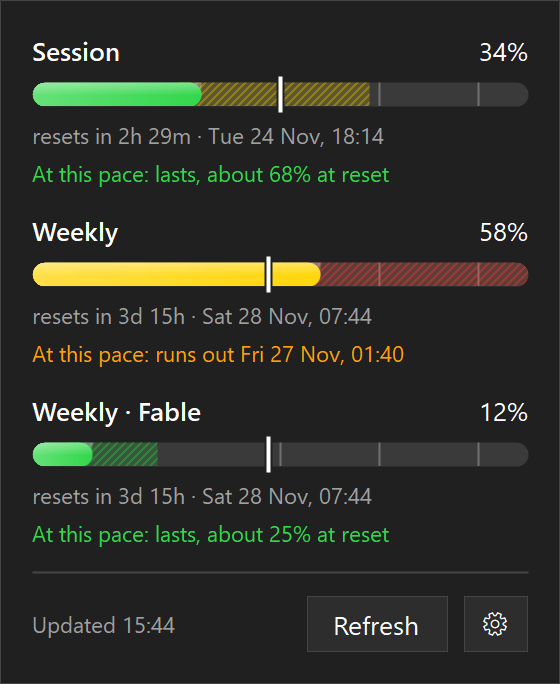 Session 34%
resets in 2h 29m · Tue 24 Nov, 18:14
At this pace: lasts, about 68% at reset
Weekly 58%
resets in 3d 15h · Sat 28 Nov, 07:44
At this pace: runs out Fri 27 Nov, 01:40
Weekly · Fable 12%
resets in 3d 15h · Sat 28 Nov, 07:44
At this pace: lasts, about 25% at reset
Updated 15:44 Refresh